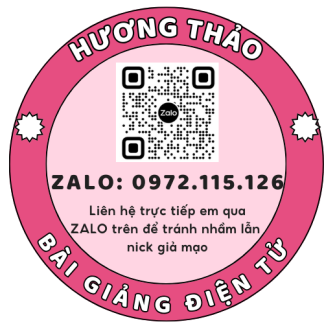 HƯƠNG THẢO
Zalo
ZALO: 0972.115.126
Liên hệ trực tiếp em qua
ZALO trên để tránh nhầm lẫn
nick giả mạo
BÀI GIẢNG ĐIỆN TỬ